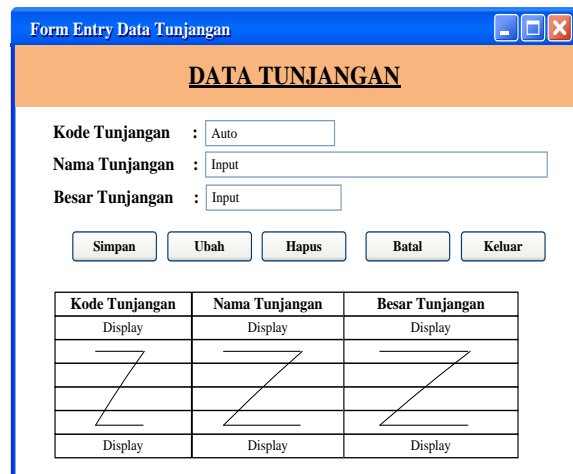 Form Entry Data Tunjangan
DATA TUNJANGAN
Kode Tunjangan : Auto
Nama Tunjangan : Input
Besar Tunjangan : Input
Simpan Ubah Hapus Batal Keluar
Kode Tunjangan Nama Tunjangan Besar Tunjangan
Display Display Display
Display Display Display